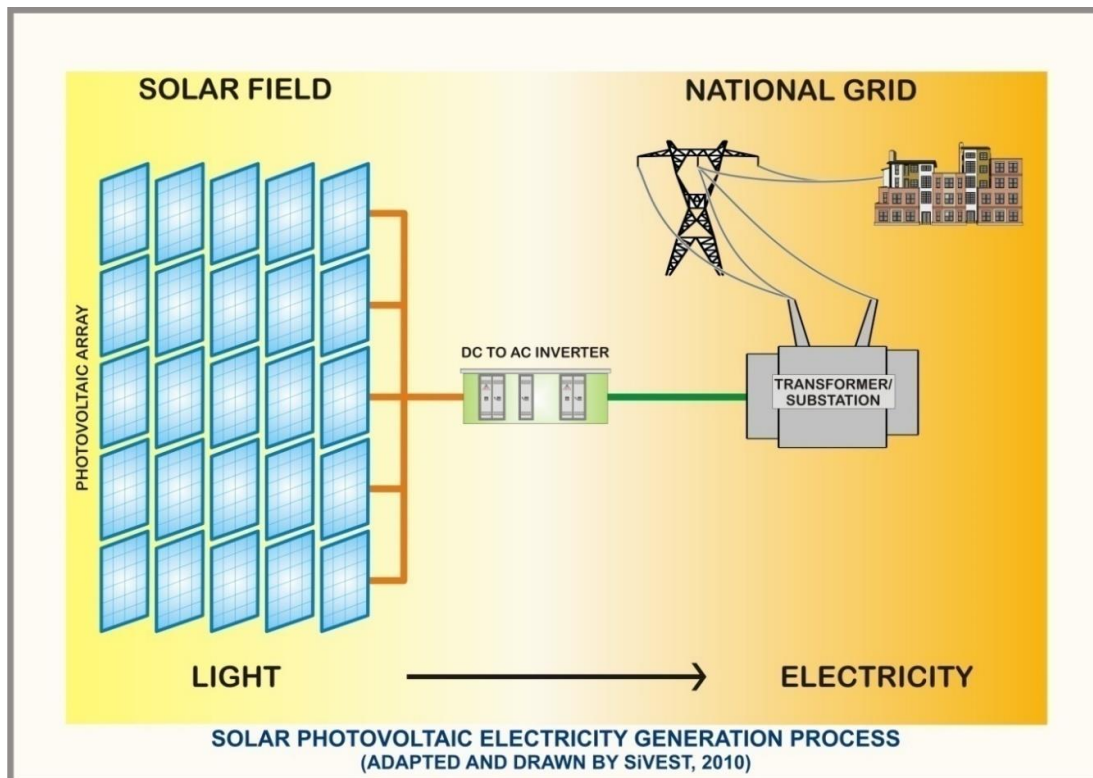 SOLAR FIELD
NATIONAL GRID
PHOTOVOLTAIC ARRAY
DC TO AC INVERTER
TRANSFORMER/
SUBSTATION
LIGHT
ELECTRICITY
SOLAR PHOTOVOLTAIC ELECTRICITY GENERATION PROCESS
(ADAPTED AND DRAWN BY SiVEST, 2010)